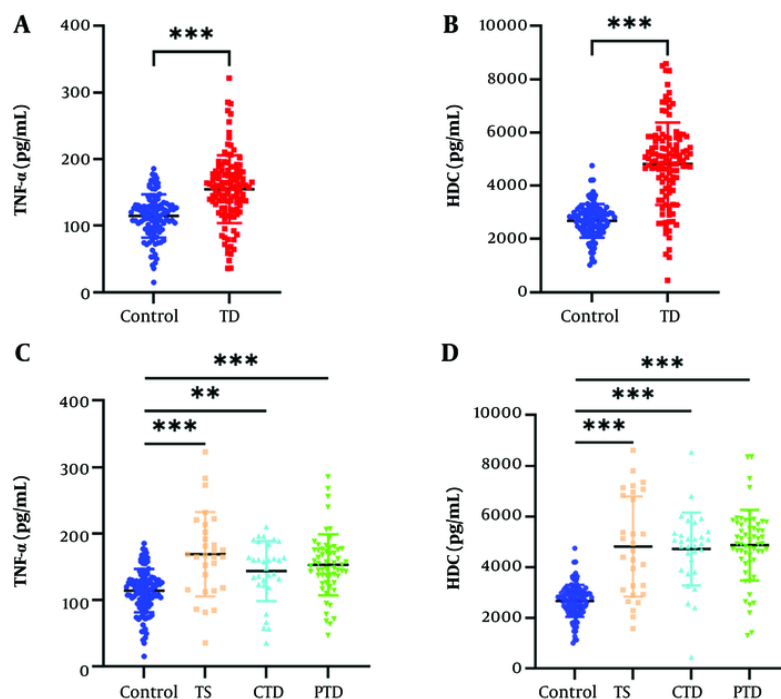 A
***
400
300
200
100
0
TNF-α (pg/mL)
Control TD
B
***
10000
8000
6000
4000
2000
0
HDC (pg/mL)
Control TD
C
***
**
***
400
300
200
100
0
TNF-α (pg/mL)
Control TS CTD PTD
D
***
***
***
10000
8000
6000
4000
2000
0
HDC (pg/mL)
Control TS CTD PTD